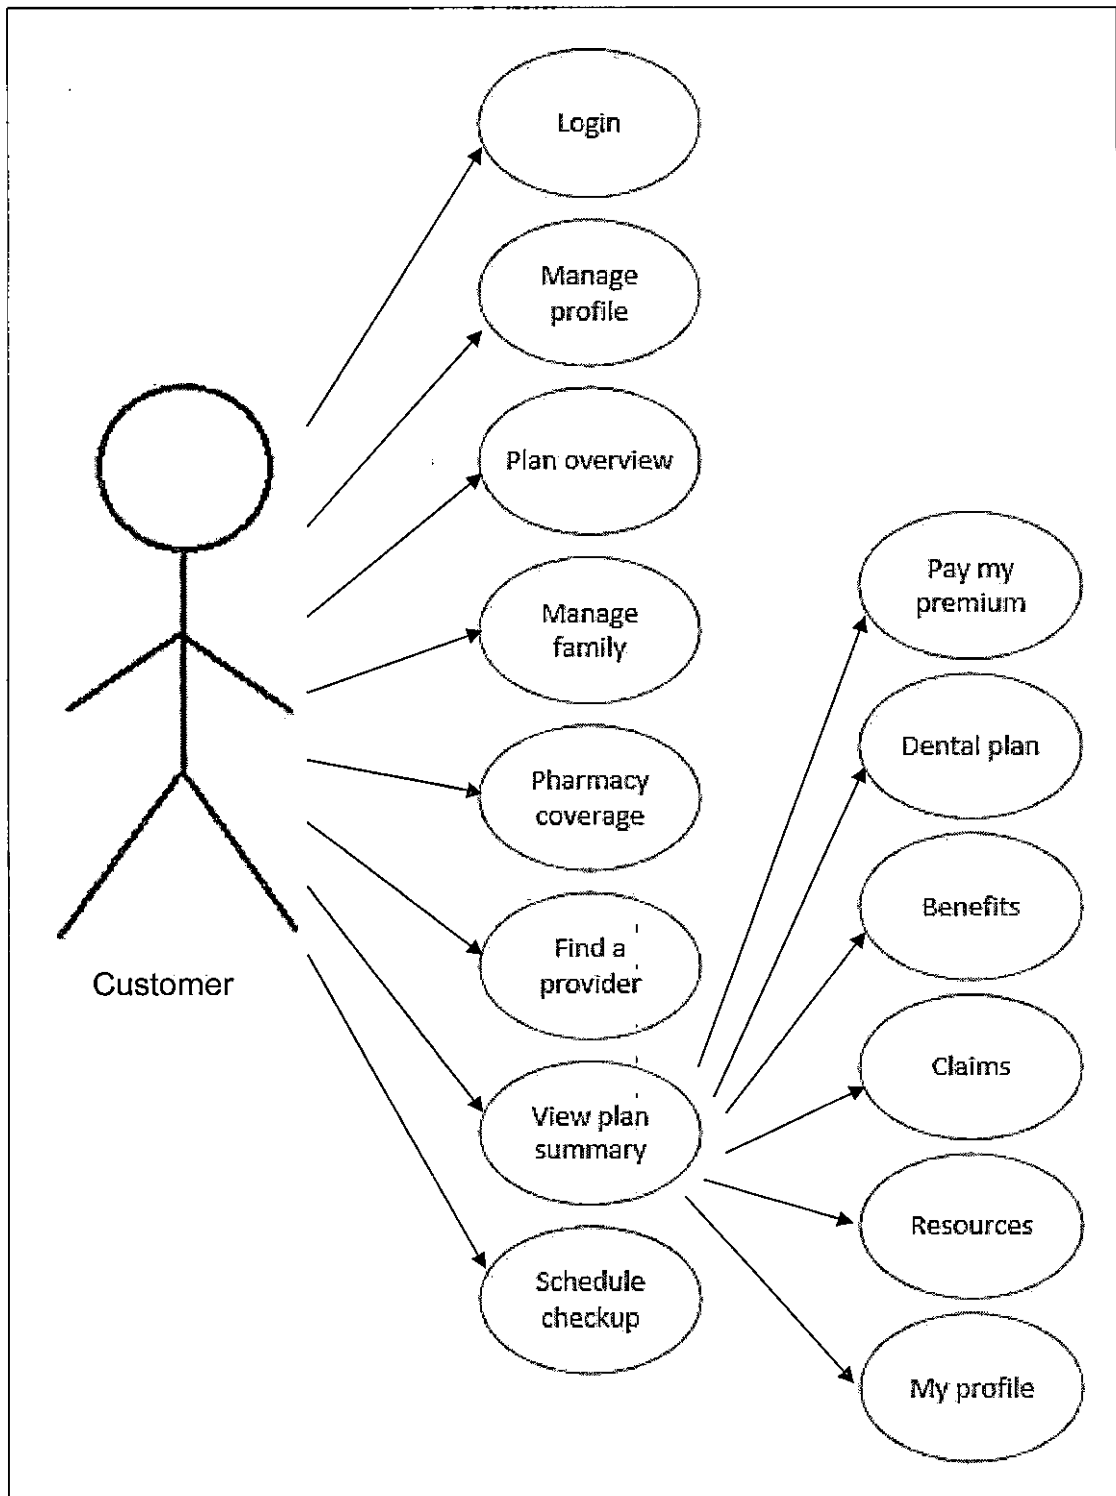 Login
Manage
profile
Plan overview
Manage
family
Pharmacy
coverage
Find a
provider
View plan
summary
Schedule
checkup
Customer
Pay my
premium
Dental plan
Benefits
Claims
Resources
My profile